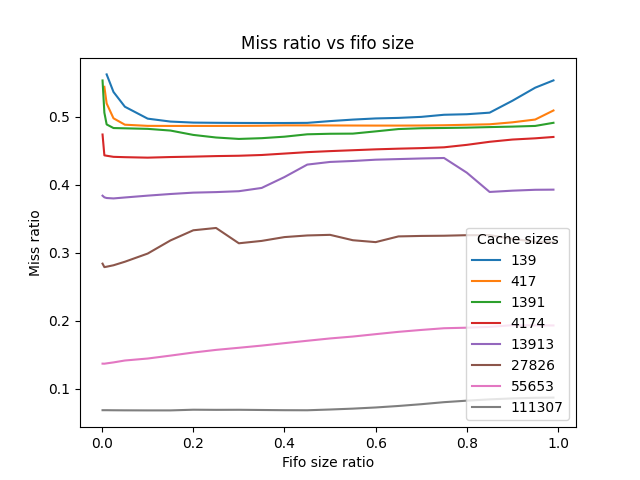 Miss ratio vs fifo size
Miss ratio
0.5
0.4
0.3
0.2
0.1
0.0 0.2 0.4 0.6 0.8 1.0
Fifo size ratio
Cache sizes
139
417
1391
4174
13913
27826
55653
111307